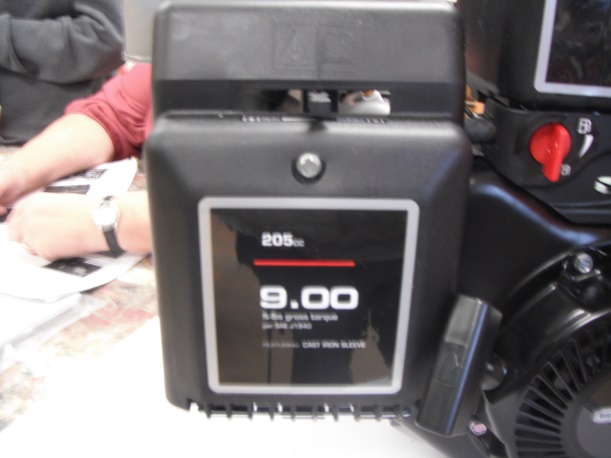 205cc
9.00
ft-lbs gross torque
per SAE J1940
FEATURING: CAST IRON SLEEVE